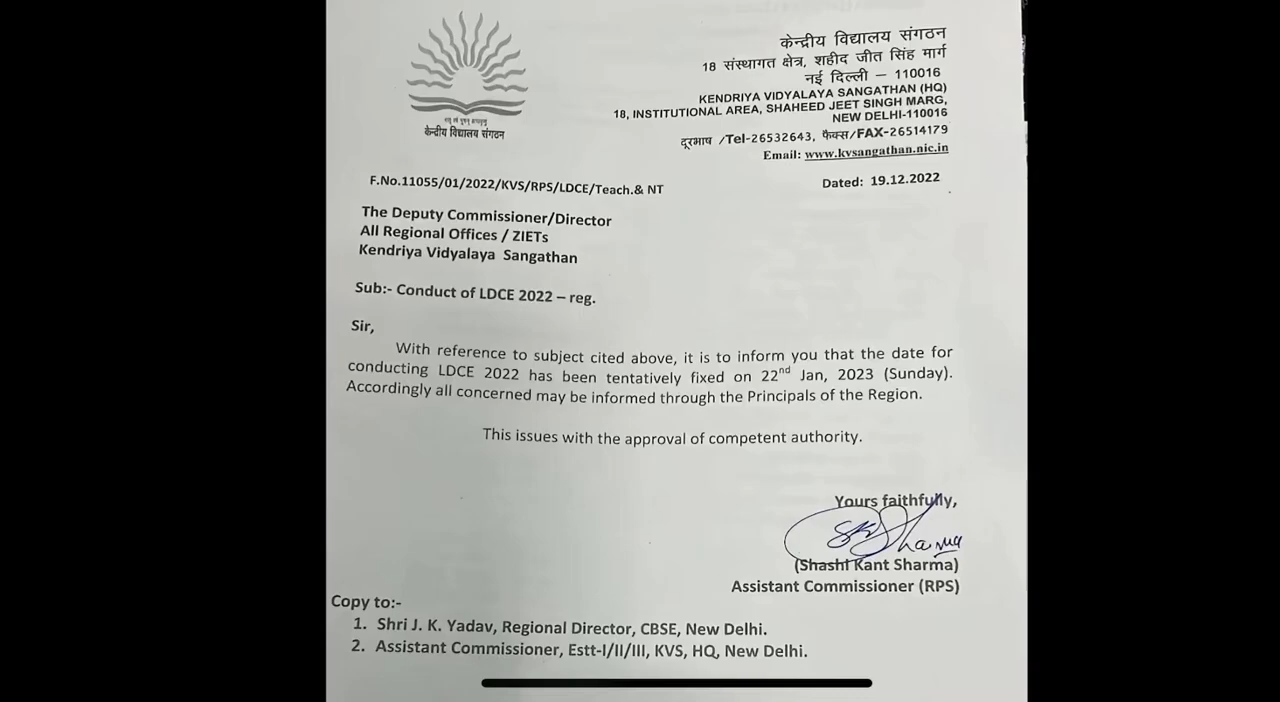 केन्द्रीय विद्यालय संगठन
केन्द्रीय विद्यालय संगठन
18 संस्थागत क्षेत्र, शहीद जीत सिंह मार्ग
नई दिल्ली – 110016
KENDRIYA VIDYALAYA SANGATHAN (HQ)
18, INSTITUTIONAL AREA, SHAHEED JEET SINGH MARG,
NEW DELHI-110016
दूरभाष /Tel-26532643, फैक्स/FAX-26514179
Email: www.kvsangathan.nic.in
F.No.11055/01/2022/KVS/RPS/LDCE/Teach.& NT
Dated: 19.12.2022
The Deputy Commissioner/Director
All Regional Offices / ZIETs
Kendriya Vidyalaya Sangathan
Sub:- Conduct of LDCE 2022 – reg.
Sir,
With reference to subject cited above, it is to inform you that the date for
conducting LDCE 2022 has been tentatively fixed on 22nd Jan, 2023 (Sunday).
Accordingly all concerned may be informed through the Principals of the Region.
This issues with the approval of competent authority.
Yours faithfully,
SK Sharma
(Shashi Kant Sharma)
Assistant Commissioner (RPS)
Copy to:-
1. Shri J. K. Yadav, Regional Director, CBSE, New Delhi.
2. Assistant Commissioner, Estt-I/II/III, KVS, HQ, New Delhi.